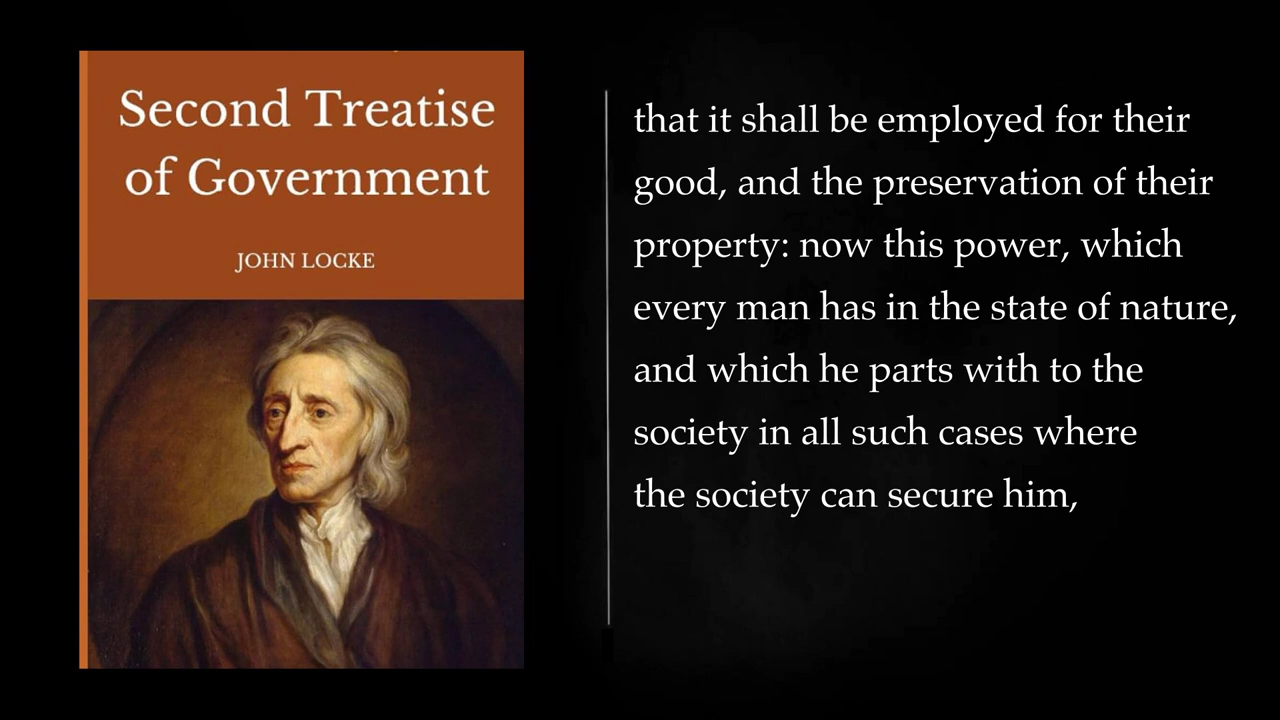 Second Treatise
of Government
JOHN LOCKE
that it shall be employed for their
good, and the preservation of their
property: now this power, which
every man has in the state of nature,
and which he parts with to the
society in all such cases where
the society can secure him,